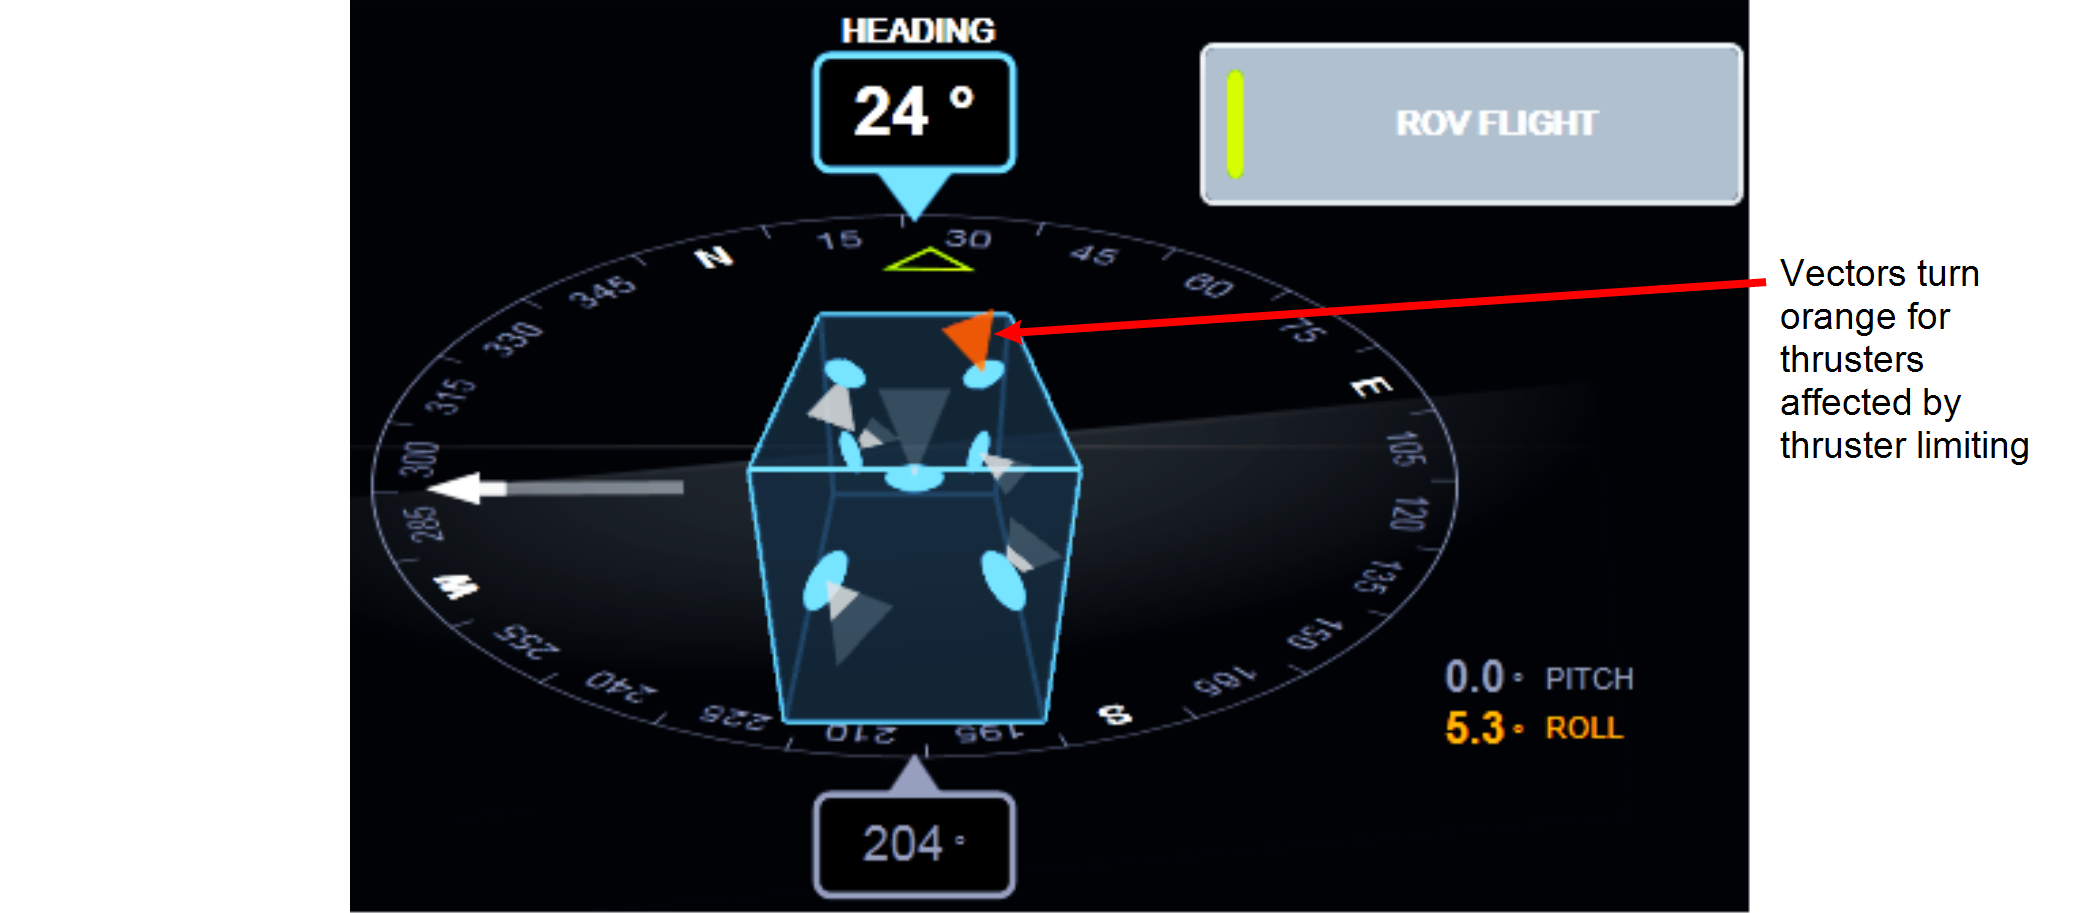 HEADING
24 °
ROV FLIGHT
N
15
30
45
60
75
E
105
120
135
150
165
S
195
210
225
240
255
W
285
300
315
330
345
Vectors turn
orange for
thrusters
affected by
thruster limiting
0.0 ° PITCH
5.3 ° ROLL
204 °